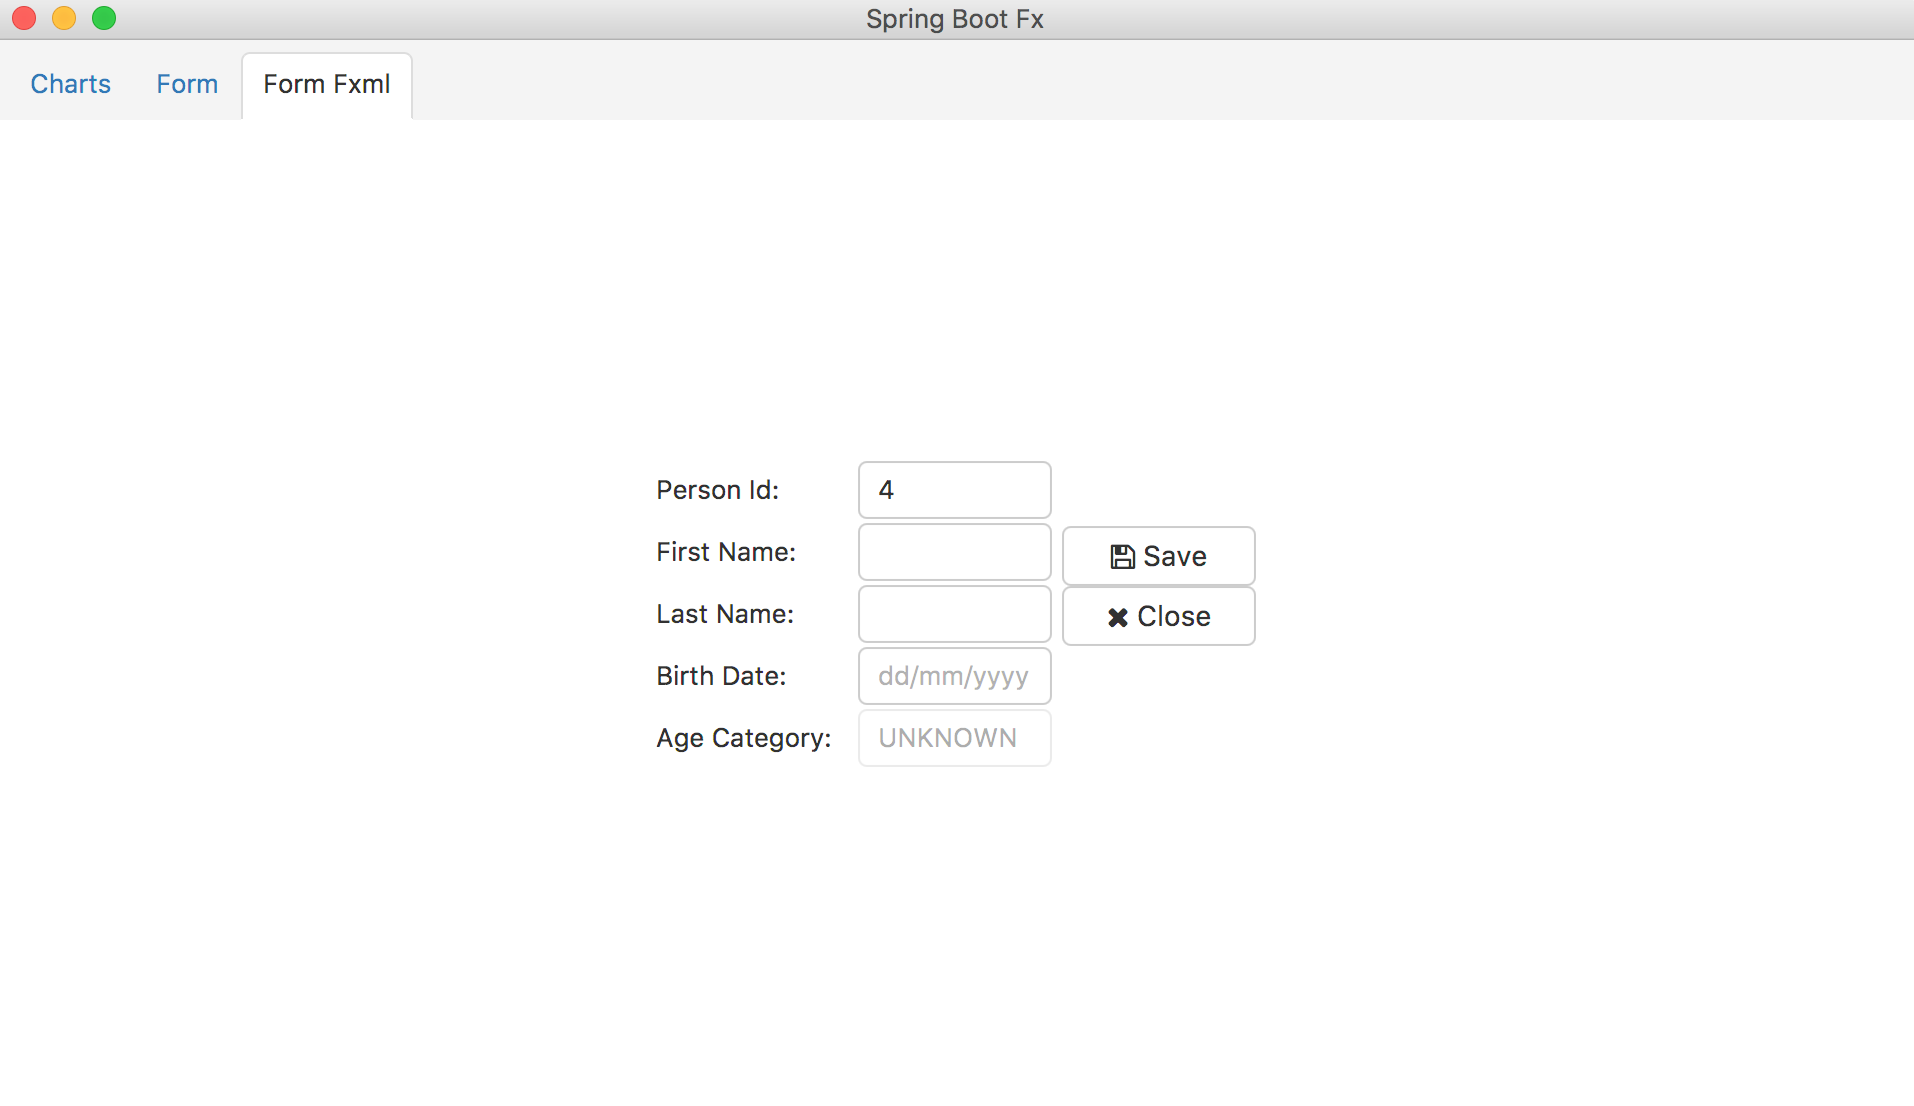 Spring Boot Fx
Charts Form Form Fxml
Person Id: 4
First Name: Save
Last Name: Close
Birth Date: dd/mm/yyyy
Age Category: UNKNOWN